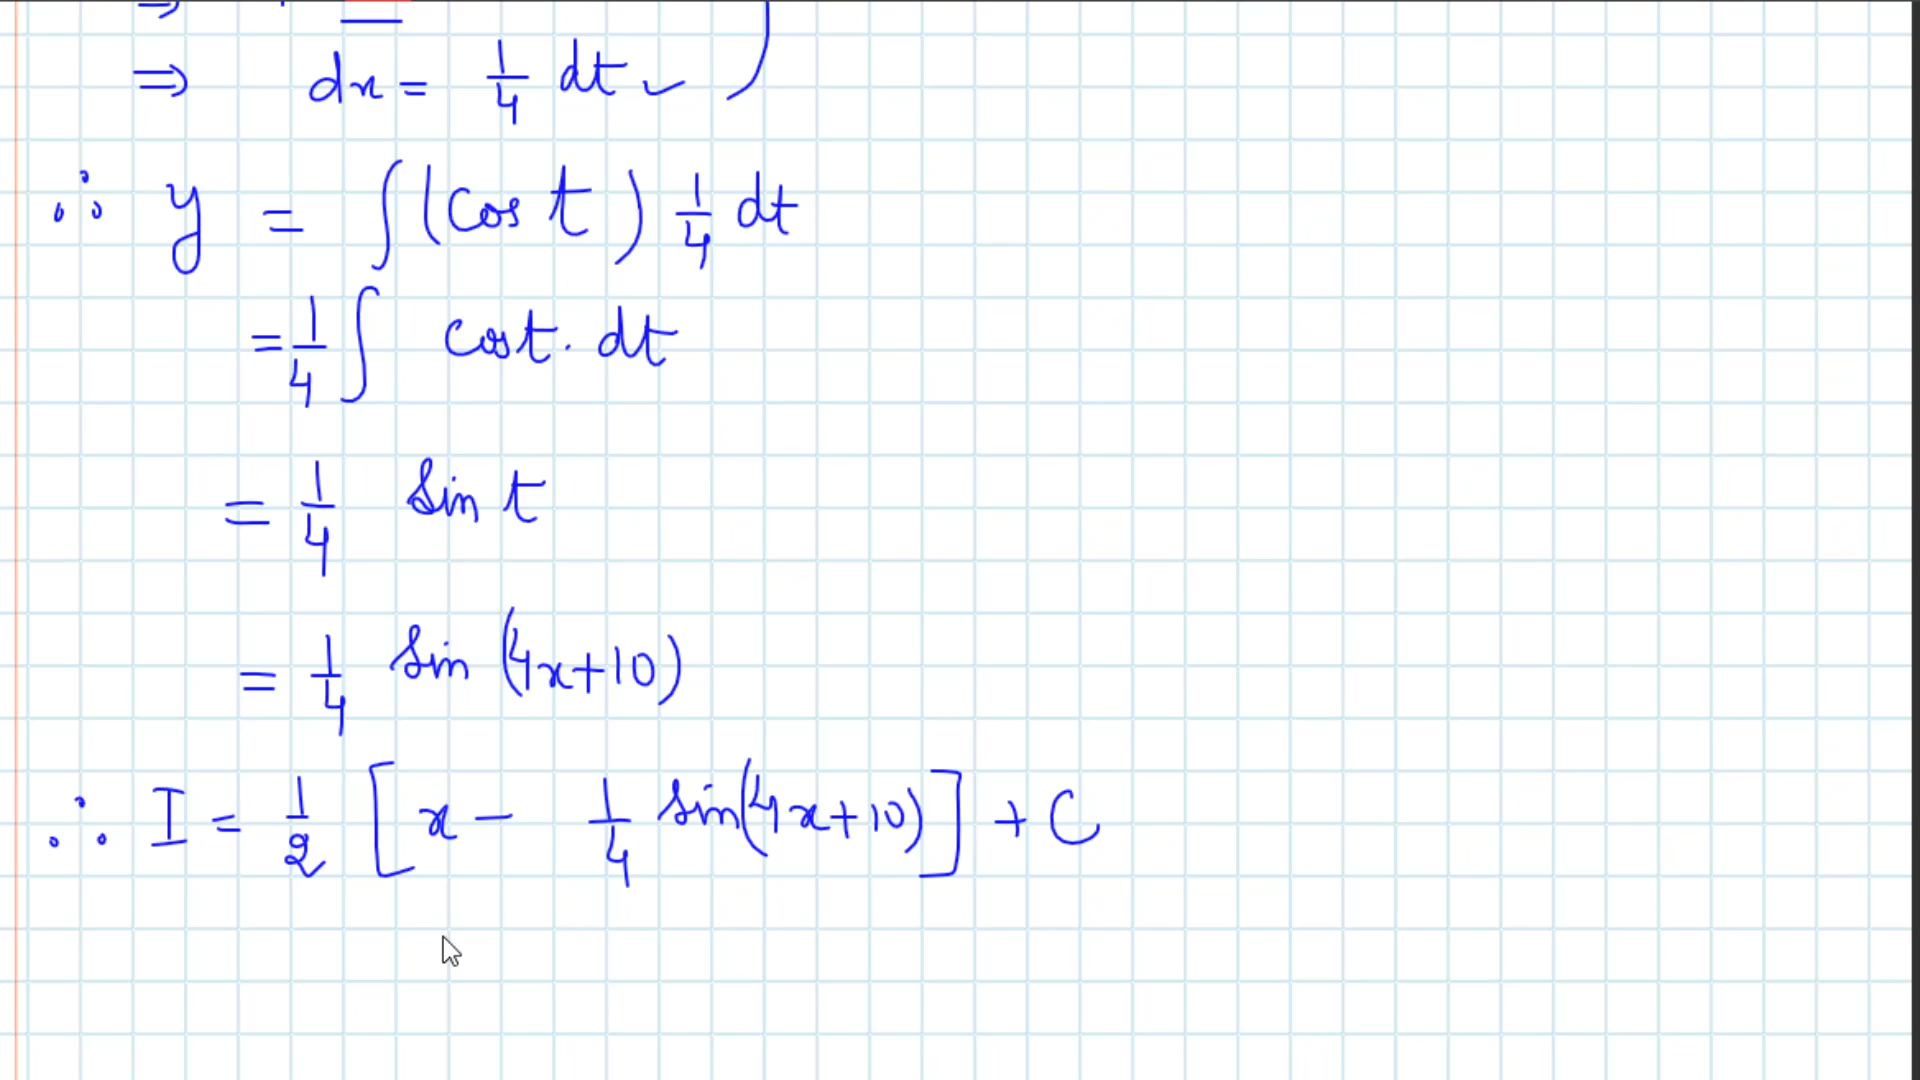 ⇒ dx = 1/4 dt ✓
∴ y = ∫(cos t) 1/4 dt
= 1/4 ∫ cos t. dt
= 1/4 sin t
= 1/4 sin (4x+10)
∴ I = 1/2 [x - 1/4 sin(4x+10)] + C